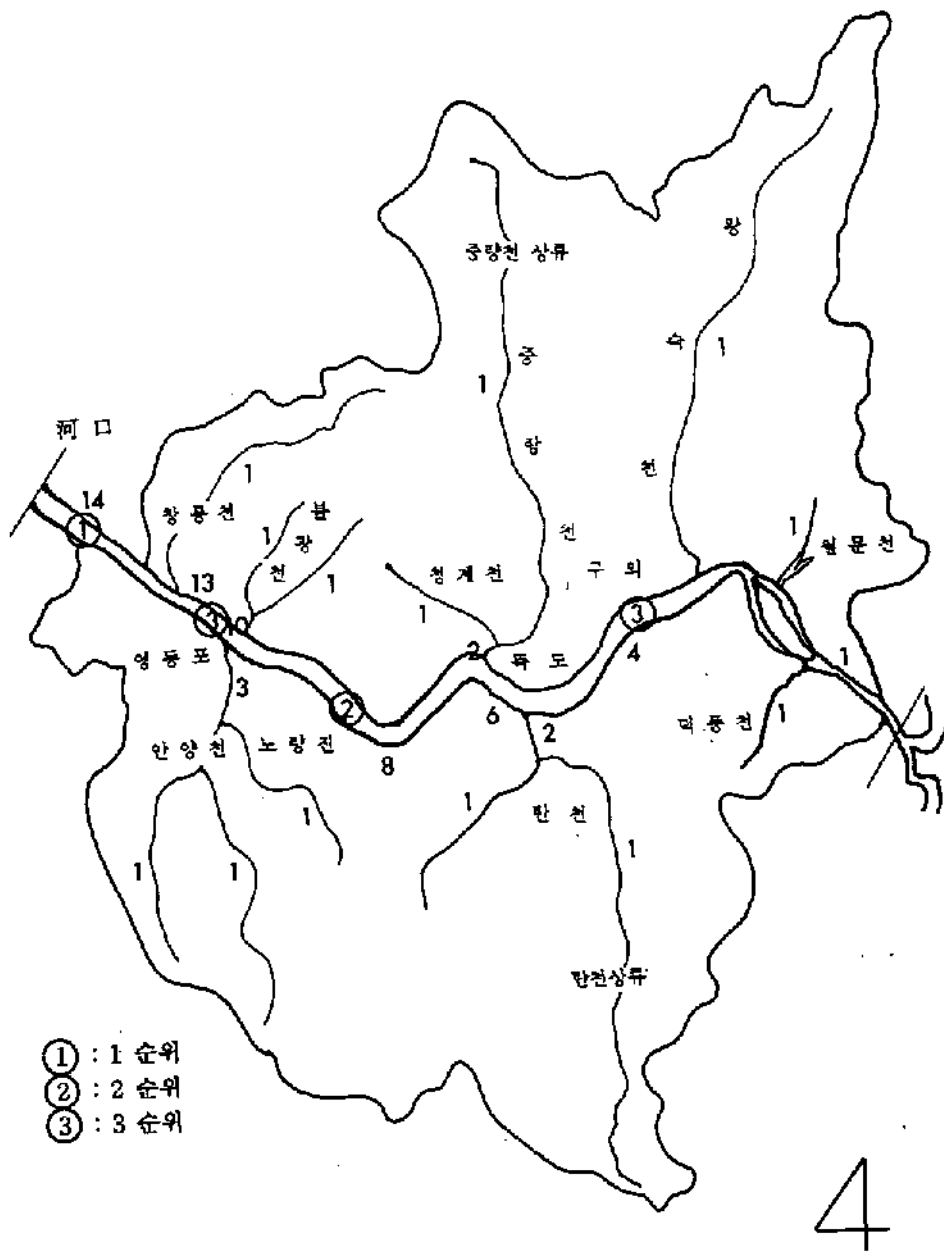 중랑천 상류
왕
숙
천
1
1
중
랑
천
河口
14
1
창릉천
1
13
불
광
천
1
1
청계천
1
구의
1
월문천
3
10
3
영등포
3
2
뚝도
4
1
2
6
2
덕풍천
1
안양천
노량진
8
1
탄천
1
1
1
1
탄천상류
① : 1 순위
② : 2 순위
③ : 3 순위